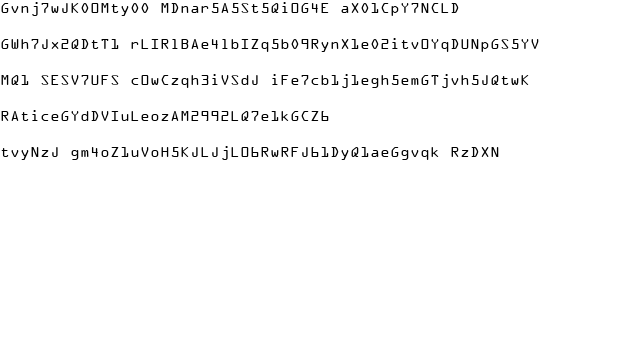 Gvnj7wJK0OMty00 MDnar5A5St5QiOG4E aX01CpY7NCLD
GWh7Jx2QDtT1 rLIR1BAe41bIZq5b09RynX1e02itvOYqDUNpGS5YV
MQ1 SESV7UFS cOwCzqh3iVSdJ iFe7cb1j1egh5emGTjvh5JQtwK
RAticeGYdDVIuLeozAM2992LQ7e1kGCZ6
tvyNzJ gm4oZ1uVoH5KJLJjLO6RwRFJ61DyQ1aeGgvqk RzDXN